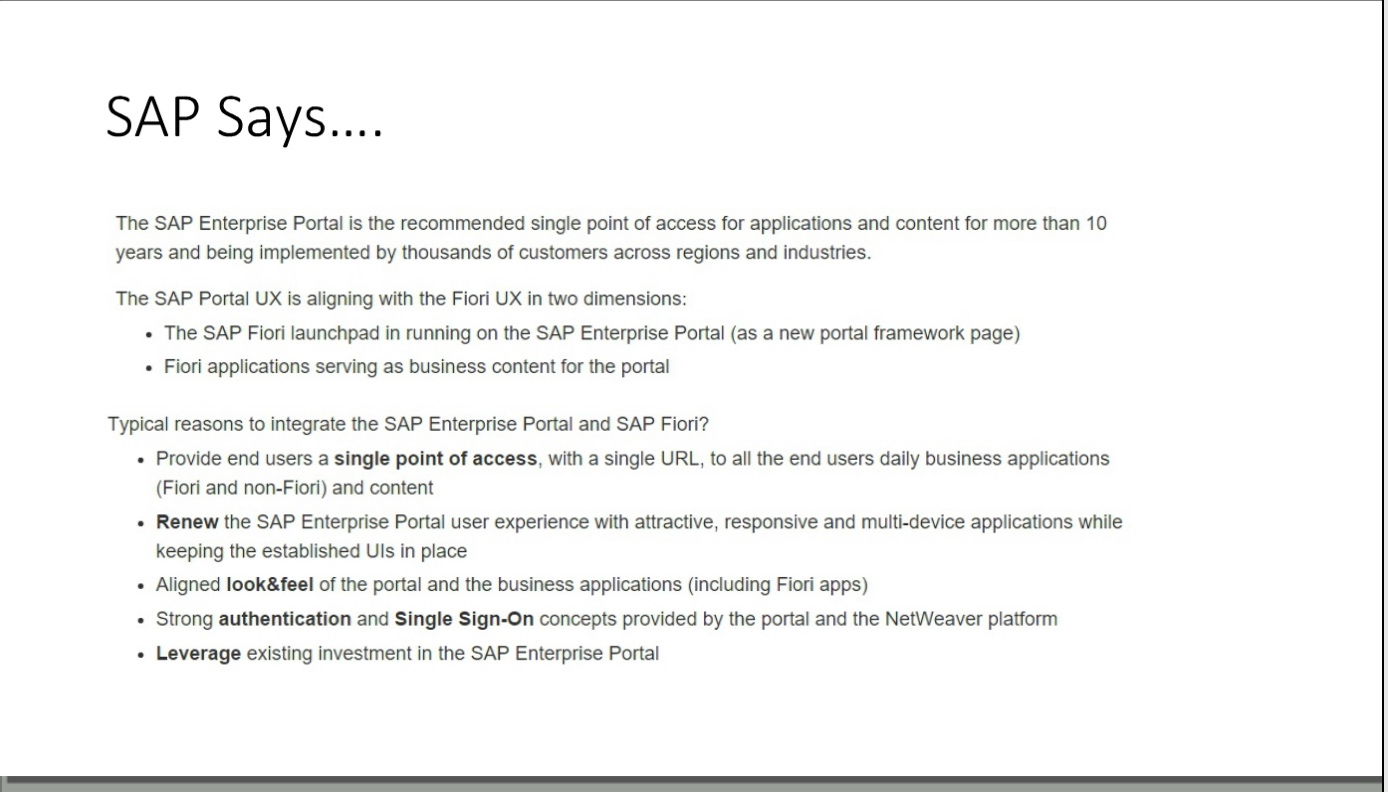 SAP Says....
The SAP Enterprise Portal is the recommended single point of access for applications and content for more than 10
years and being implemented by thousands of customers across regions and industries.
The SAP Portal UX is aligning with the Fiori UX in two dimensions:
• The SAP Fiori launchpad in running on the SAP Enterprise Portal (as a new portal framework page)
• Fiori applications serving as business content for the portal
Typical reasons to integrate the SAP Enterprise Portal and SAP Fiori?
• Provide end users a single point of access, with a single URL, to all the end users daily business applications
(Fiori and non-Fiori) and content
• Renew the SAP Enterprise Portal user experience with attractive, responsive and multi-device applications while
keeping the established UIs in place
• Aligned look&feel of the portal and the business applications (including Fiori apps)
• Strong authentication and Single Sign-On concepts provided by the portal and the NetWeaver platform
• Leverage existing investment in the SAP Enterprise Portal